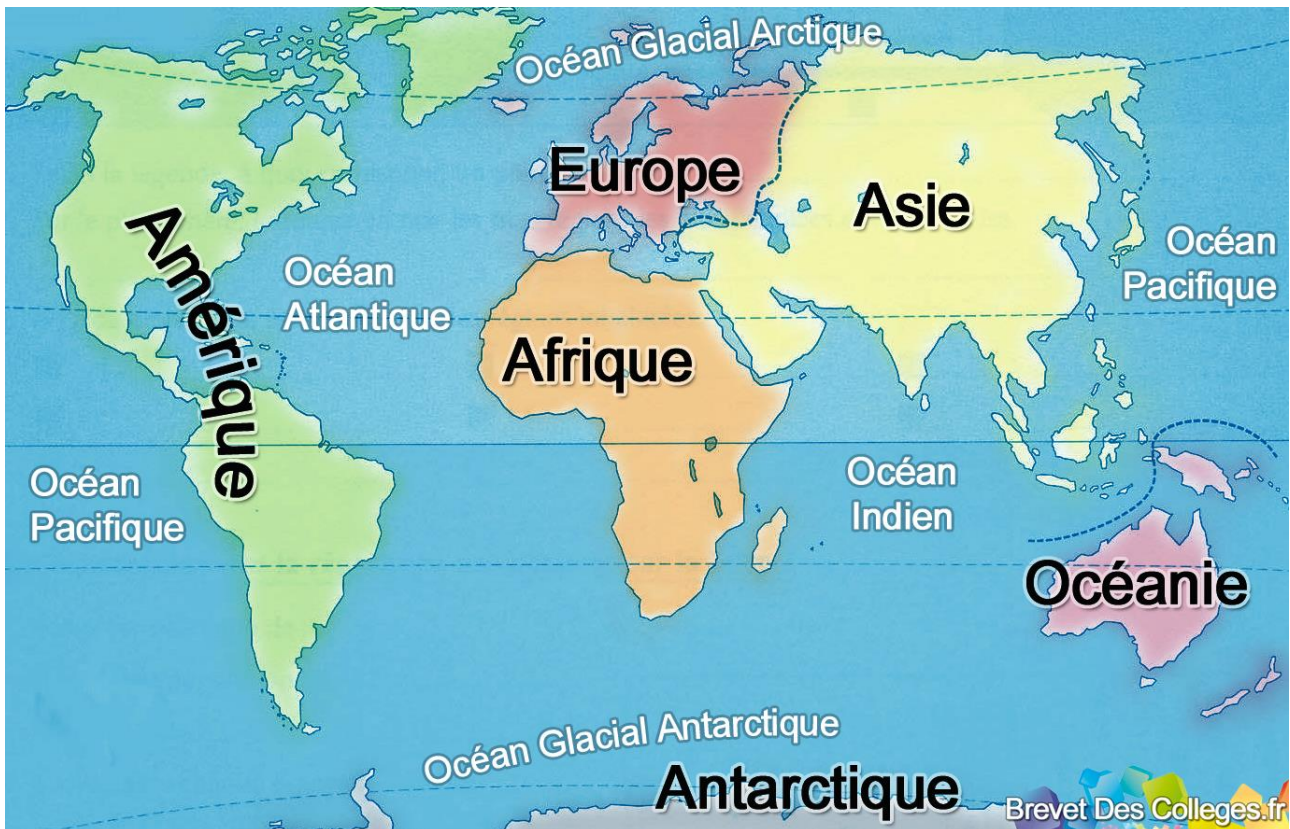 Océan Glacial Arctique
Europe
Asie
Amérique
Océan
Atlantique
Océan
Pacifique
Afrique
Océan
Pacifique
Océan
Indien
Océanie
Océan Glacial Antarctique
Antarctique
Brevet Des Colleges.fr